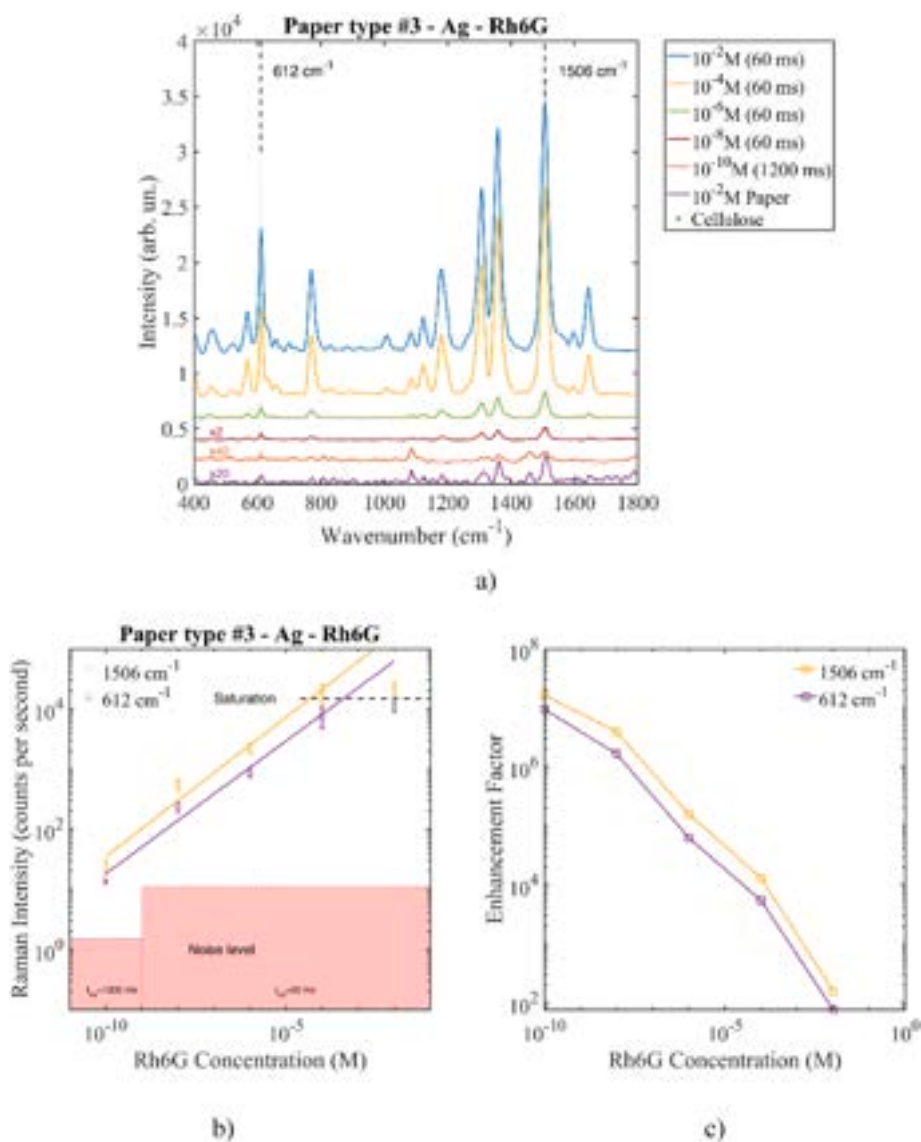 Paper type #3 - Ag - Rh6G
×10⁴
4
3.5
3
2.5
2
1.5
1
0.5
0
Intensity (arb. un.)
612 cm⁻¹
1506 cm⁻¹
×2
×20
400 600 800 1000 1200 1400 1600 1800
Wavenumber (cm⁻¹)
10⁻²M (60 ms)
10⁻⁴M (60 ms)
10⁻⁶M (60 ms)
10⁻⁸M (60 ms)
10⁻¹⁰M (1200 ms)
10⁻²M Paper
Cellulose
a)
Paper type #3 - Ag - Rh6G
Raman Intensity (counts per second)
1506 cm⁻¹
612 cm⁻¹
Saturation
10⁴
10²
10⁰
Noise level
10⁻¹⁰ 10⁻⁵
Rh6G Concentration (M)
b)
Enhancement Factor
10⁸
10⁶
10⁴
10²
1506 cm⁻¹
612 cm⁻¹
10⁻¹⁰ 10⁻⁵ 10⁰
Rh6G Concentration (M)
c)